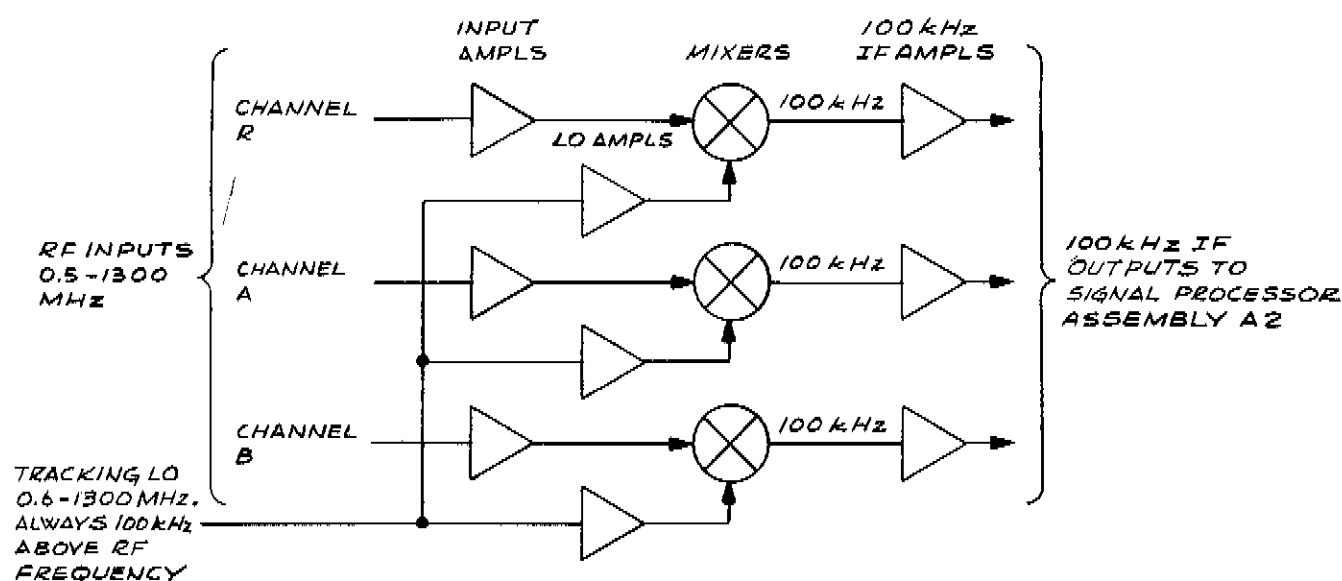 INPUT
AMPLS
MIXERS
100 kHz
IF AMPLS
CHANNEL
R
LO AMPLS
100 kHz
RF INPUTS
0.5-1300
MHz
CHANNEL
A
100 kHz
100 kHz IF
OUTPUTS TO
SIGNAL PROCESSOR
ASSEMBLY A2
CHANNEL
B
100 kHz
TRACKING LO
0.6-1300 MHz.
ALWAYS 100 kHz
ABOVE RF
FREQUENCY